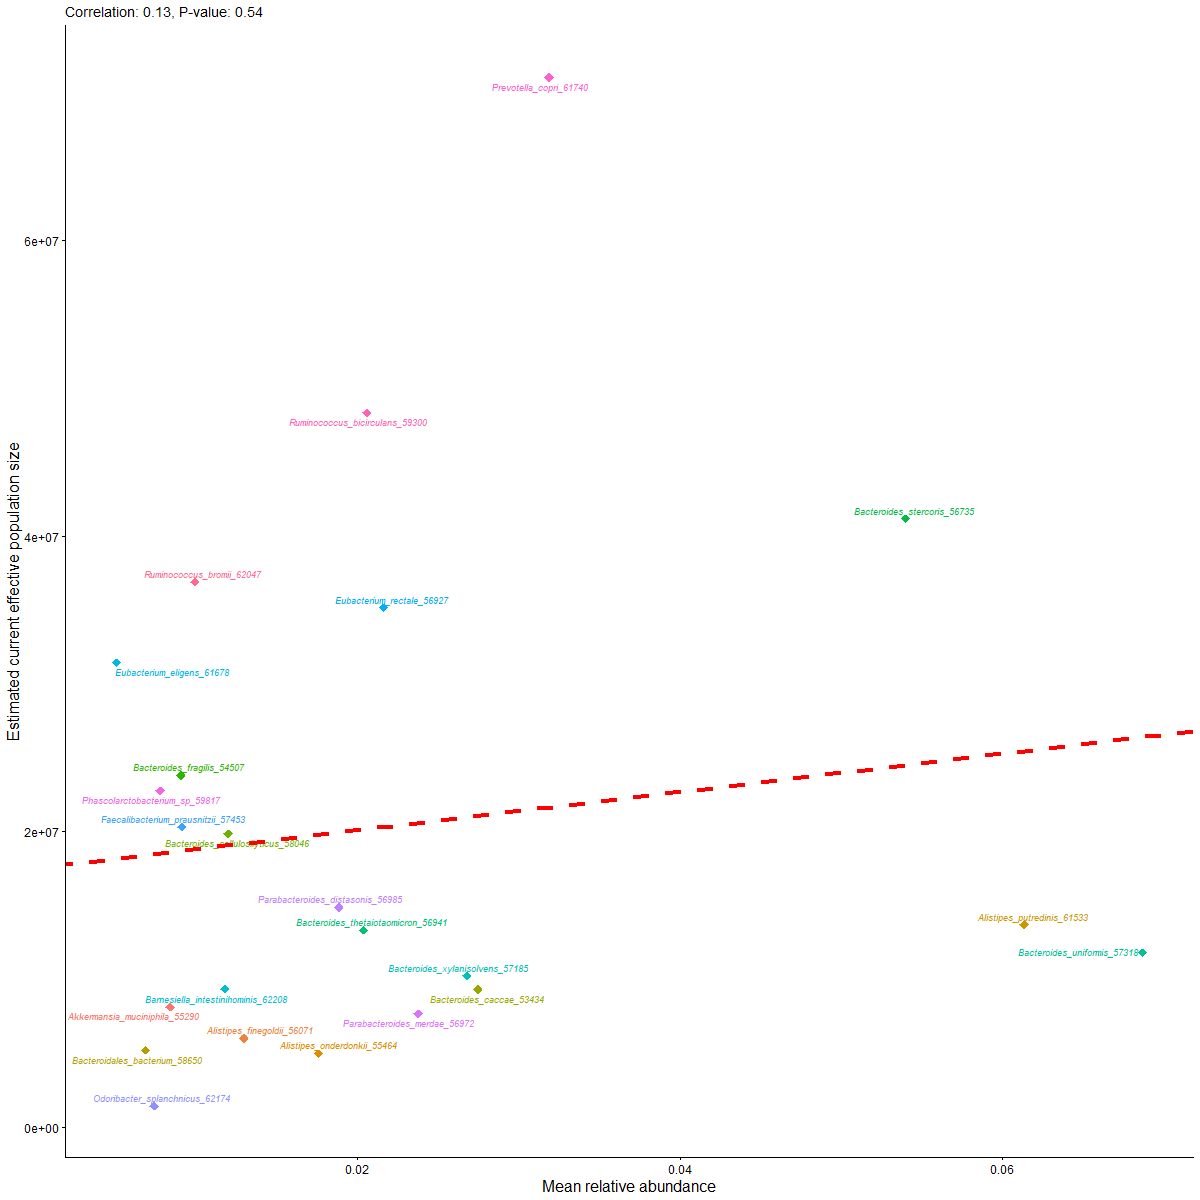 Correlation: 0.13, P-value: 0.54
Prevotella_copri_61740
6e+07
Ruminococcus_bicirculans_59300
Bacteroides_stercoris_56735
4e+07
Ruminococcus_bromii_62047
Eubacterium_rectale_56927
Eubacterium_eligens_61678
Estimated current effective population size
Bacteroides_fragilis_54507
Phascolarctobacterium_sp_59817
Faecalibacterium_prausnitzii_57453
2e+07
Bacteroides_cellulosilyticus_58046
Parabacteroides_distasonis_56985
Bacteroides_thetaiotaomicron_56941
Alistipes_putredinis_61533
Bacteroides_uniformis_57318
Bacteroides_xylanisolvens_57185
Bacteroides_caccae_53434
Barnesiella_intestinihominis_62208
Akkermansia_muciniphila_55290
Parabacteroides_merdae_56972
Alistipes_finegoldii_56071
Alistipes_onderdonkii_55464
Bacteroidales_bacterium_58650
Odoribacter_splanchnicus_62174
0e+00
0.02
0.04
0.06
Mean relative abundance